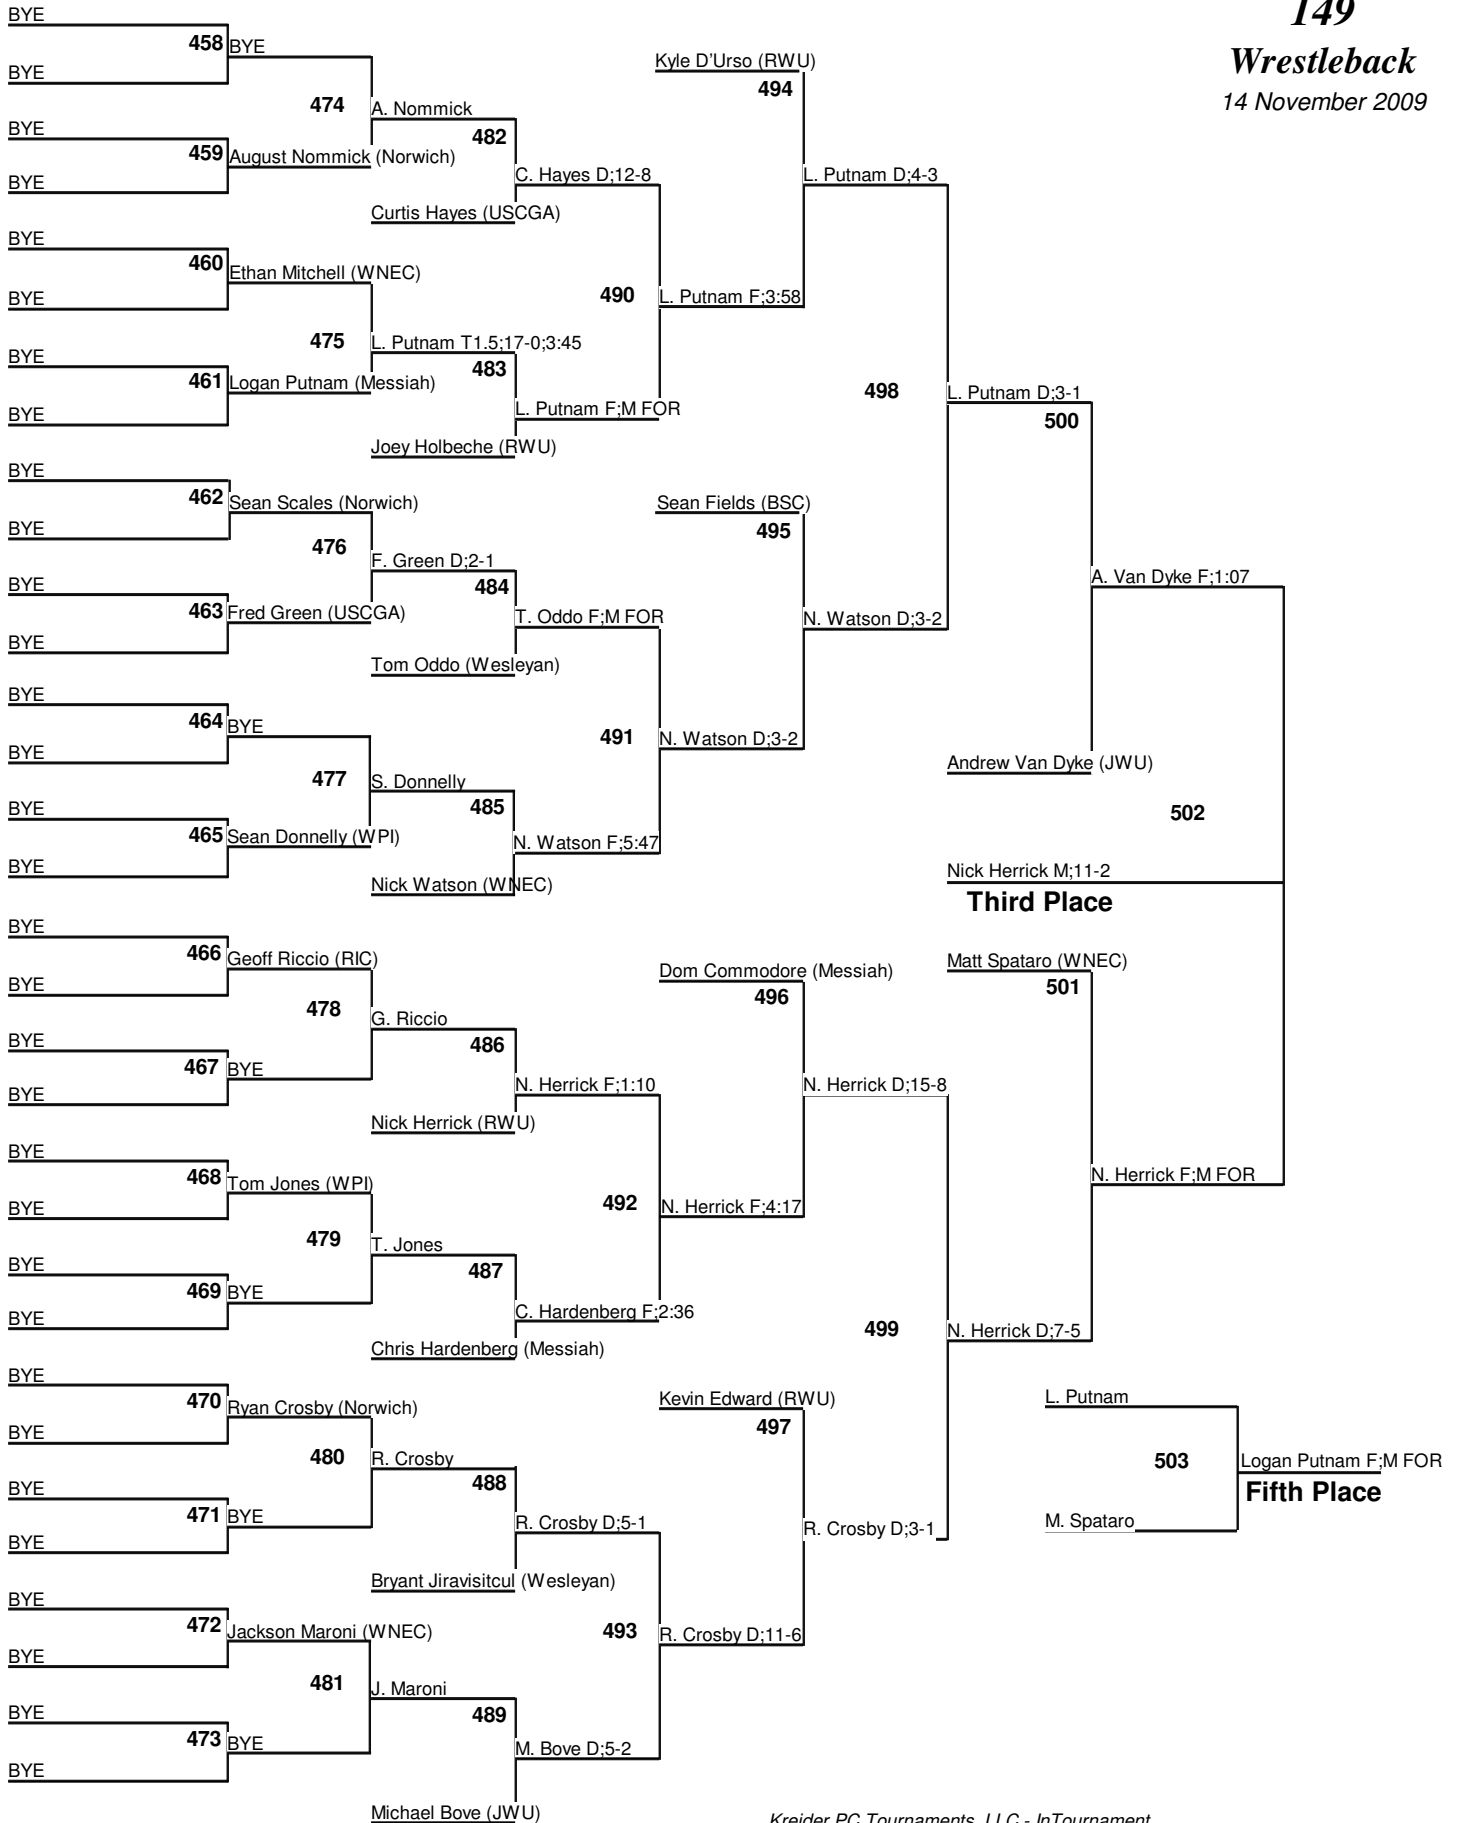 149
Wrestleback
14 November 2009
BYE
458 BYE
BYE
474 A. Nommick
BYE
459 August Nommick (Norwich)
BYE
482
C. Hayes D;12-8
Curtis Hayes (USCGA)
BYE
460 Ethan Mitchell (WNEC)
BYE
475 L. Putnam T1.5;17-0;3:45
BYE
461 Logan Putnam (Messiah)
BYE
483
L. Putnam F;M FOR
Joey Holbeche (RWU)
490 L. Putnam F;3:58
Kyle D'Urso (RWU)
494
L. Putnam D;4-3
BYE
462 Sean Scales (Norwich)
BYE
476
F. Green D;2-1
BYE
463 Fred Green (USCGA)
BYE
484
T. Oddo F;M FOR
Tom Oddo (Wesleyan)
BYE
464 BYE
BYE
477
S. Donnelly
BYE
465 Sean Donnelly (WPI)
BYE
485
N. Watson F;5:47
Nick Watson (WNEC)
491 N. Watson D;3-2
Sean Fields (BSC)
495
N. Watson D;3-2
498 L. Putnam D;3-1
500
A. Van Dyke F;1:07
Andrew Van Dyke (JWU)
502
Nick Herrick M;11-2
Third Place
BYE
466 Geoff Riccio (RIC)
BYE
478
G. Riccio
BYE
467 BYE
BYE
486
N. Herrick F;1:10
Nick Herrick (RWU)
BYE
468 Tom Jones (WPI)
BYE
479
T. Jones
BYE
469 BYE
BYE
487
C. Hardenberg F;2:36
Chris Hardenberg (Messiah)
492 N. Herrick F;4:17
Dom Commodore (Messiah)
496
N. Herrick D;15-8
BYE
470 Ryan Crosby (Norwich)
BYE
480
R. Crosby
BYE
471 BYE
BYE
488
R. Crosby D;5-1
Bryant Jiravisitcul (Wesleyan)
BYE
472 Jackson Maroni (WNEC)
BYE
481
J. Maroni
BYE
473 BYE
BYE
489
M. Bove D;5-2
Michael Bove (JWU)
493 R. Crosby D;11-6
Kevin Edward (RWU)
497
R. Crosby D;3-1
499 N. Herrick D;7-5
Matt Spataro (WNEC)
501
N. Herrick F;M FOR
L. Putnam
503 Logan Putnam F;M FOR
Fifth Place
M. Spataro
Kreider PC Tournaments, LLC - InTournament